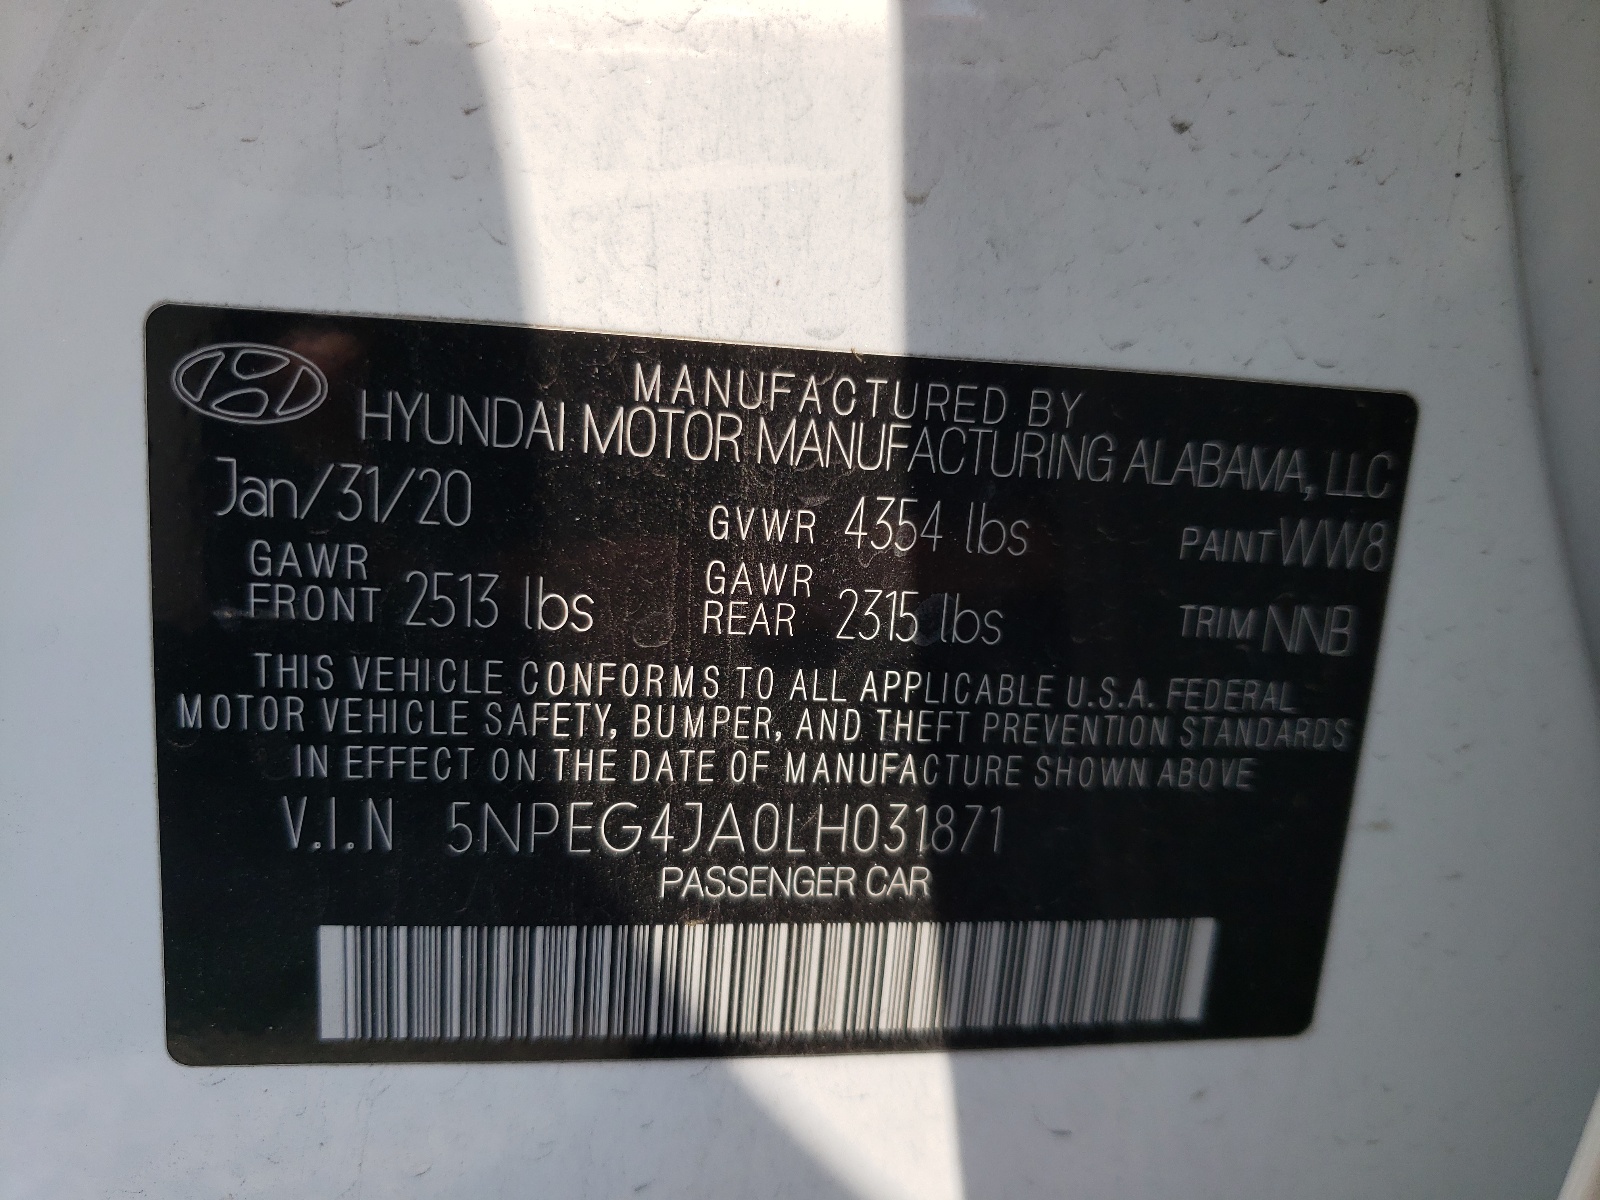 MANUFACTURED BY
HYUNDAI MOTOR MANUFACTURING ALABAMA, LLC
Jan/31/20 GVWR 4354 lbs PAINT WW8
GAWR FRONT 2513 lbs GAWR REAR 2315 lbs TRIM NNB
THIS VEHICLE CONFORMS TO ALL APPLICABLE U.S.A. FEDERAL
MOTOR VEHICLE SAFETY, BUMPER, AND THEFT PREVENTION STANDARDS
IN EFFECT ON THE DATE OF MANUFACTURE SHOWN ABOVE
V.I.N 5NPEG4JA0LH031871
PASSENGER CAR